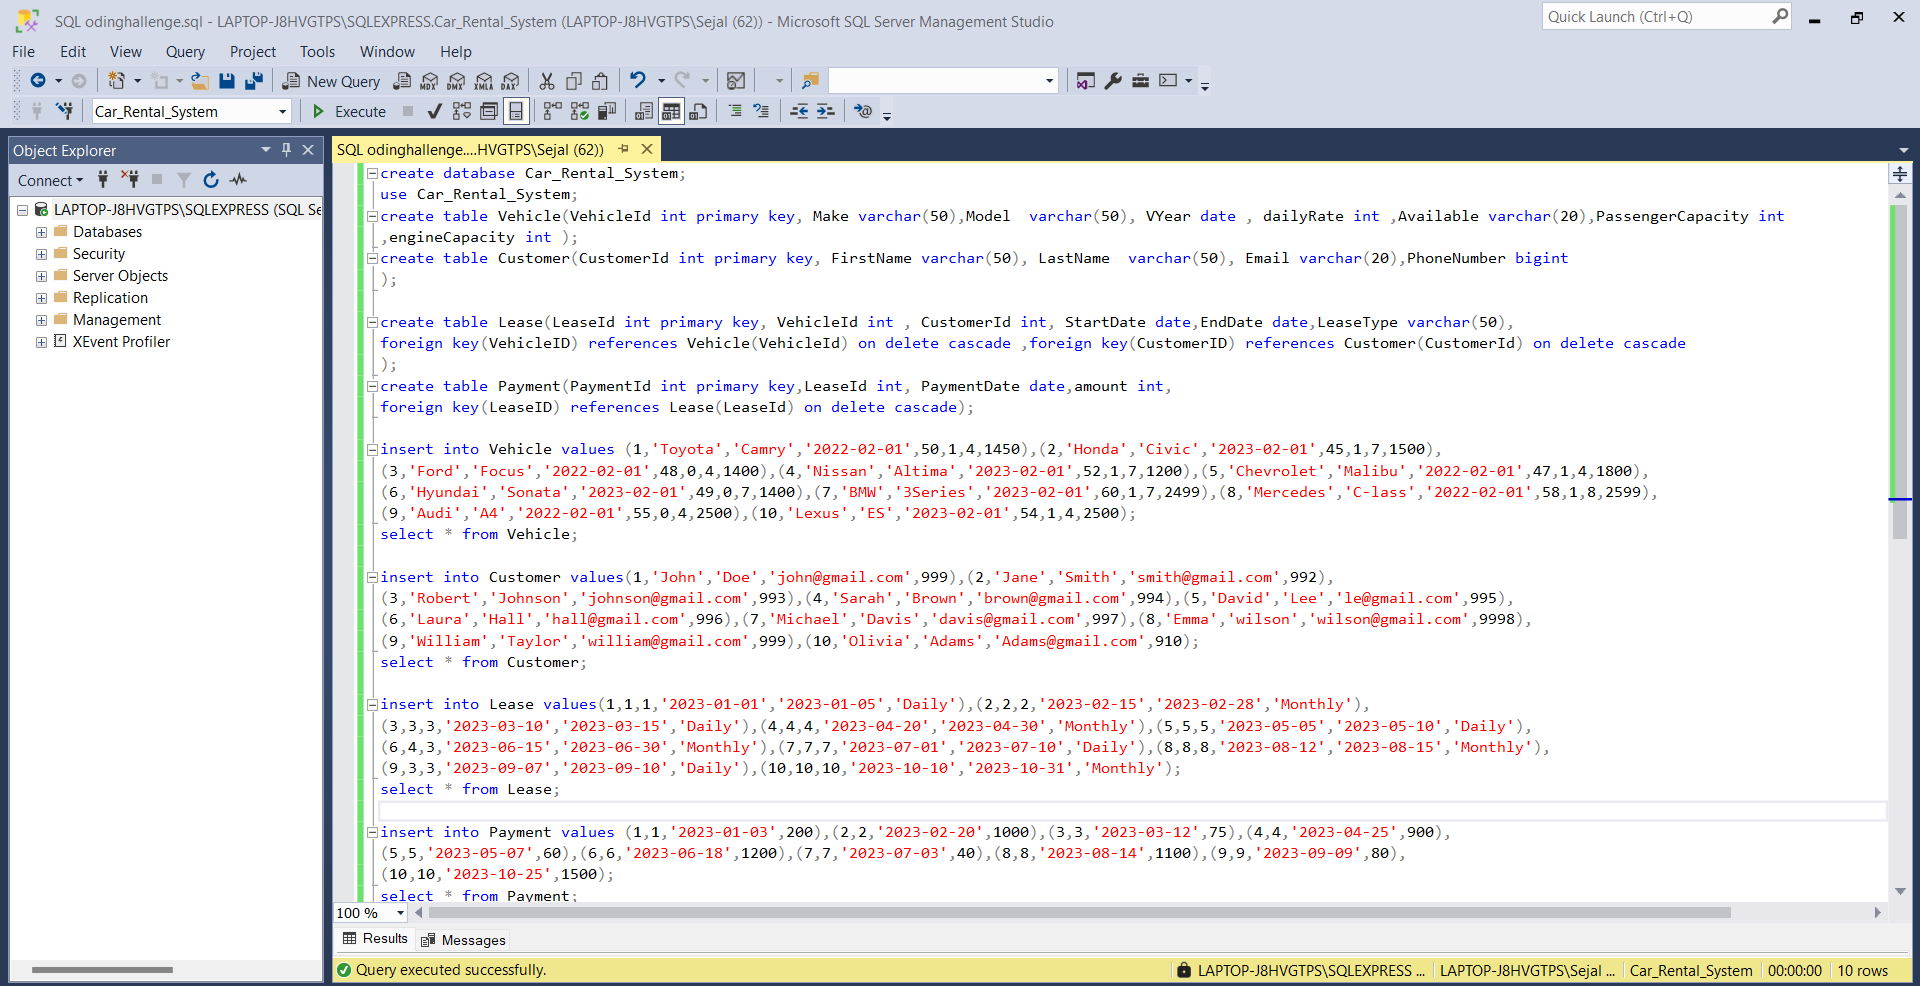 SQL odinghallenge.sql - LAPTOP-J8HVGTPS\SQLEXPRESS.Car_Rental_System (LAPTOP-J8HVGTPS\Sejal (62)) - Microsoft SQL Server Management Studio
Quick Launch (Ctrl+Q)
File Edit View Query Project Tools Window Help
New Query MDX DMX XMLA DAX
Car_Rental_System Execute
Object Explorer
Connect
LAPTOP-J8HVGTPS\SQLEXPRESS (SQL Se
Databases
Security
Server Objects
Replication
Management
XEvent Profiler
SQL odinghallenge....HVGTPS\Sejal (62))
create database Car_Rental_System;
use Car_Rental_System;
create table Vehicle(VehicleId int primary key, Make varchar(50),Model  varchar(50), VYear date , dailyRate int ,Available varchar(20),PassengerCapacity int
,engineCapacity int );
create table Customer(CustomerId int primary key, FirstName varchar(50), LastName  varchar(50), Email varchar(20),PhoneNumber bigint
);
create table Lease(LeaseId int primary key, VehicleId int , CustomerId int, StartDate date,EndDate date,LeaseType varchar(50),
foreign key(VehicleID) references Vehicle(VehicleId) on delete cascade ,foreign key(CustomerID) references Customer(CustomerId) on delete cascade
);
create table Payment(PaymentId int primary key,LeaseId int, PaymentDate date,amount int,
foreign key(LeaseID) references Lease(LeaseId) on delete cascade);
insert into Vehicle values (1,'Toyota','Camry','2022-02-01',50,1,4,1450),(2,'Honda','Civic','2023-02-01',45,1,7,1500),
(3,'Ford','Focus','2022-02-01',48,0,4,1400),(4,'Nissan','Altima','2023-02-01',52,1,7,1200),(5,'Chevrolet','Malibu','2022-02-01',47,1,4,1800),
(6,'Hyundai','Sonata','2023-02-01',49,0,7,1400),(7,'BMW','3Series','2023-02-01',60,1,7,2499),(8,'Mercedes','C-lass','2022-02-01',58,1,8,2599),
(9,'Audi','A4','2022-02-01',55,0,4,2500),(10,'Lexus','ES','2023-02-01',54,1,4,2500);
select * from Vehicle;
insert into Customer values(1,'John','Doe','john@gmail.com',999),(2,'Jane','Smith','smith@gmail.com',992),
(3,'Robert','Johnson','johnson@gmail.com',993),(4,'Sarah','Brown','brown@gmail.com',994),(5,'David','Lee','le@gmail.com',995),
(6,'Laura','Hall','hall@gmail.com',996),(7,'Michael','Davis','davis@gmail.com',997),(8,'Emma','wilson','wilson@gmail.com',9998),
(9,'William','Taylor','william@gmail.com',999),(10,'Olivia','Adams','Adams@gmail.com',910);
select * from Customer;
insert into Lease values(1,1,1,'2023-01-01','2023-01-05','Daily'),(2,2,2,'2023-02-15','2023-02-28','Monthly'),
(3,3,3,'2023-03-10','2023-03-15','Daily'),(4,4,4,'2023-04-20','2023-04-30','Monthly'),(5,5,5,'2023-05-05','2023-05-10','Daily'),
(6,4,3,'2023-06-15','2023-06-30','Monthly'),(7,7,7,'2023-07-01','2023-07-10','Daily'),(8,8,8,'2023-08-12','2023-08-15','Monthly'),
(9,3,3,'2023-09-07','2023-09-10','Daily'),(10,10,10,'2023-10-10','2023-10-31','Monthly');
select * from Lease;
insert into Payment values (1,1,'2023-01-03',200),(2,2,'2023-02-20',1000),(3,3,'2023-03-12',75),(4,4,'2023-04-25',900),
(5,5,'2023-05-07',60),(6,6,'2023-06-18',1200),(7,7,'2023-07-03',40),(8,8,'2023-08-14',1100),(9,9,'2023-09-09',80),
(10,10,'2023-10-25',1500);
select * from Payment;
100 %
Results Messages
Query executed successfully. LAPTOP-J8HVGTPS\SQLEXPRESS ... LAPTOP-J8HVGTPS\Sejal ... Car_Rental_System 00:00:00 10 rows